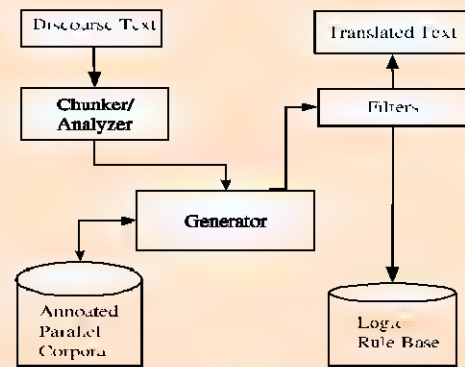 Discourse Text
Translated Text
Chunker/
Analyzer
Filters
Generator
Annoated
Parallel
Corpora
Logic
Rule Base